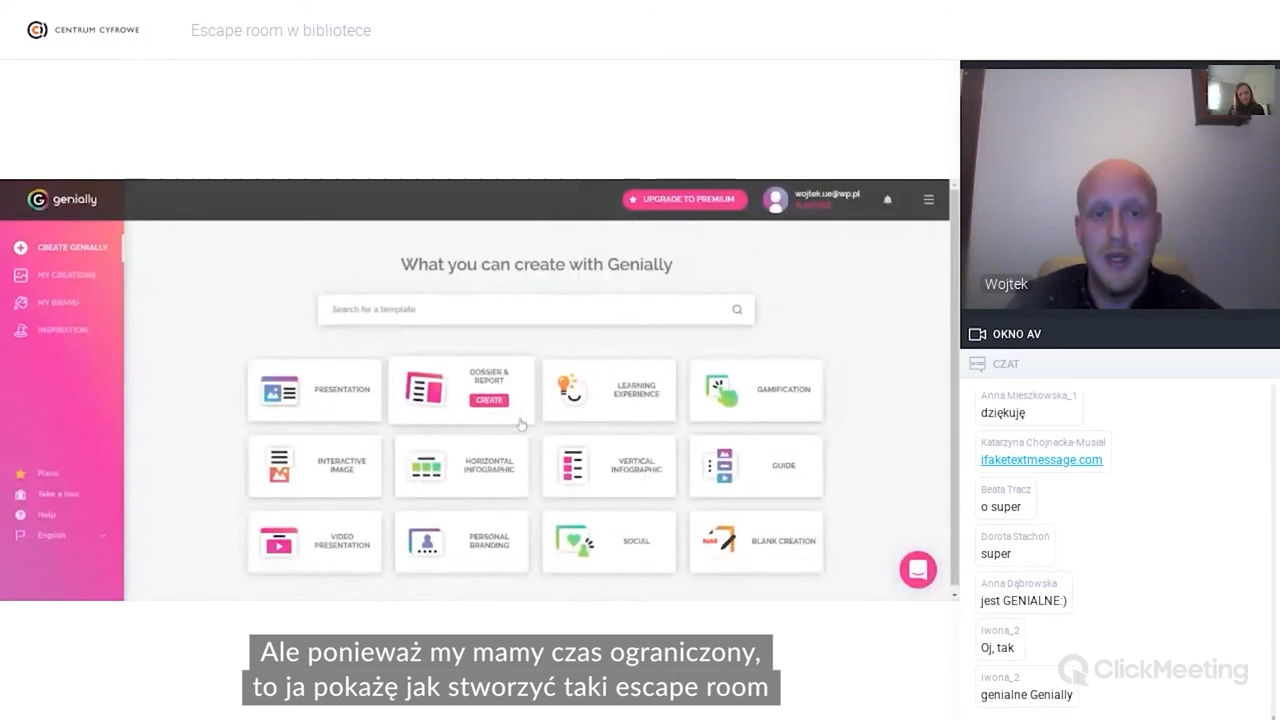 CENTRUM CYFROWE
Escape room w bibliotece
genially
UPGRADE TO PREMIUM
wojtek.ue@wp.pl
CREATE GENIALLY
MY CREATIONS
MY BRAND
INSPIRATION
Plans
Take a tour
Help
English
What you can create with Genially
Search for a template
PRESENTATION
DOSSIER &
REPORT
CREATE
LEARNING
EXPERIENCE
GAMIFICATION
INTERACTIVE
IMAGE
HORIZONTAL
INFOGRAPHIC
VERTICAL
INFOGRAPHIC
GUIDE
VIDEO
PRESENTATION
PERSONAL
BRANDING
SOCIAL
BLANK CREATION
Wojtek
OKNO AV
CZAT
Anna Mieszkowska_1
dziękuję
Katarzyna Chojnacka-Musiał
ifaketextmessage.com
Beata Tracz
o super
Dorota Stachoń
super
Anna Dąbrowska
jest GENIALNE:)
Iwona_2
Oj, tak
Iwona_2
genialne Genially
ClickMeeting
Ale ponieważ my mamy czas ograniczony,
to ja pokażę jak stworzyć taki escape room